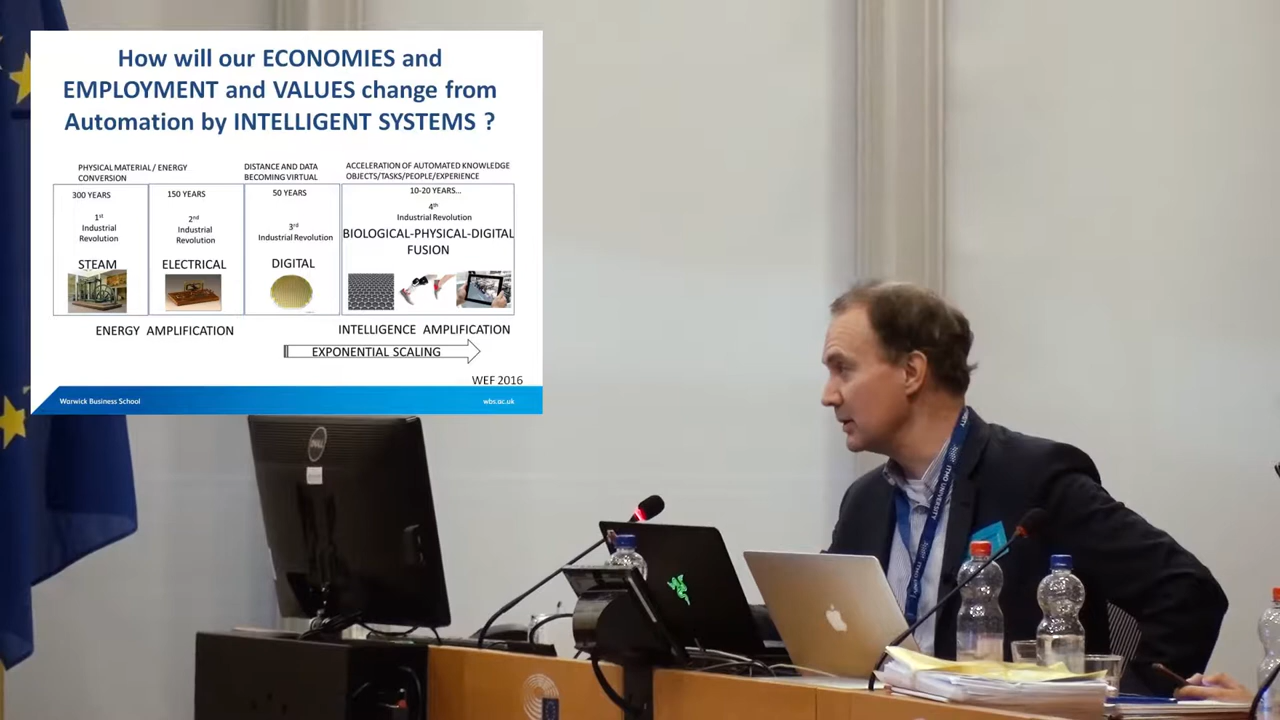 How will our ECONOMIES and
EMPLOYMENT and VALUES change from
Automation by INTELLIGENT SYSTEMS ?
PHYSICAL MATERIAL / ENERGY
CONVERSION
DISTANCE AND DATA
BECOMING VIRTUAL
ACCELERATION OF AUTOMATED KNOWLEDGE
OBJECTS/TASKS/PEOPLE/EXPERIENCE
300 YEARS
1st
Industrial
Revolution
STEAM
150 YEARS
2nd
Industrial
Revolution
ELECTRICAL
50 YEARS
3rd
Industrial Revolution
DIGITAL
10-20 YEARS...
4th
Industrial Revolution
BIOLOGICAL-PHYSICAL-DIGITAL
FUSION
ENERGY AMPLIFICATION
INTELLIGENCE AMPLIFICATION
EXPONENTIAL SCALING
WEF 2016
Warwick Business School
wbs.ac.uk
DELL
ITMO UNIVERSITY